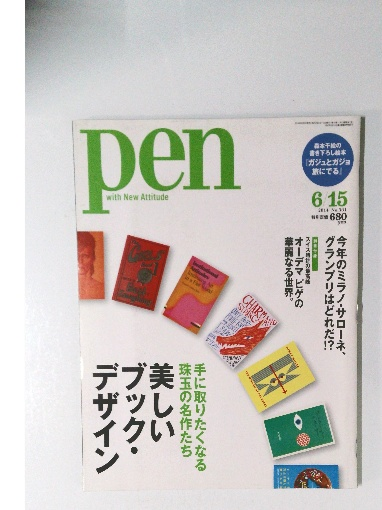 pen
with New Attitude
森本千絵の
書き下ろし絵本
『ガジュとガジョ
旅にでる』
6/15
680
今年のミラノ・サローネ、
グランプリはどれだ!?
オーデマ ピゲの
華麗なる世界。
手に取りたくなる
珠玉の名作たち
美しい
ブック・
デザイン